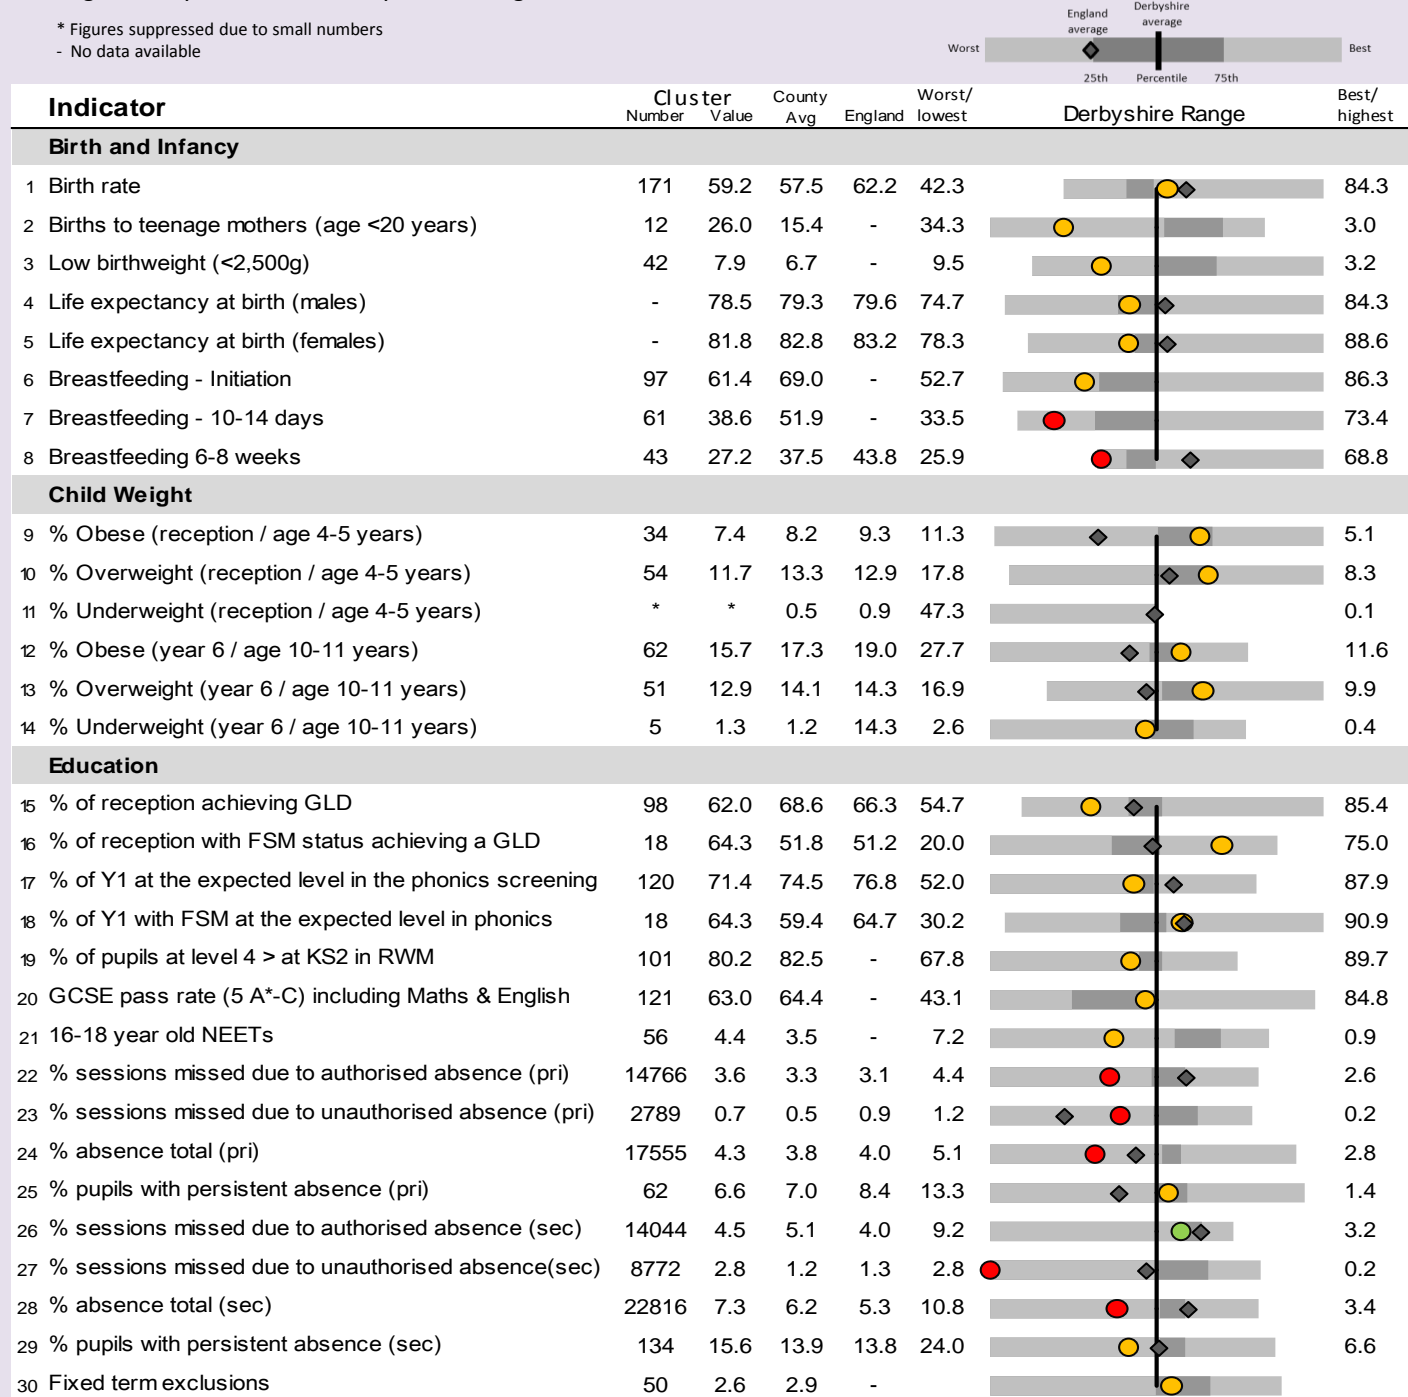 * Figures suppressed due to small numbers
- No data available
England average
Derbyshire average
Worst
Best
25th Percentile 75th
Indicator Cluster Number Value County Avg England Worst/ lowest Derbyshire Range Best/ highest
Birth and Infancy
1 Birth rate 171 59.2 57.5 62.2 42.3 84.3
2 Births to teenage mothers (age <20 years) 12 26.0 15.4 - 34.3 3.0
3 Low birthweight (<2,500g) 42 7.9 6.7 - 9.5 3.2
4 Life expectancy at birth (males) - 78.5 79.3 79.6 74.7 84.3
5 Life expectancy at birth (females) - 81.8 82.8 83.2 78.3 88.6
6 Breastfeeding - Initiation 97 61.4 69.0 - 52.7 86.3
7 Breastfeeding - 10-14 days 61 38.6 51.9 - 33.5 73.4
8 Breastfeeding 6-8 weeks 43 27.2 37.5 43.8 25.9 68.8
Child Weight
9 % Obese (reception / age 4-5 years) 34 7.4 8.2 9.3 11.3 5.1
10 % Overweight (reception / age 4-5 years) 54 11.7 13.3 12.9 17.8 8.3
11 % Underweight (reception / age 4-5 years) * * 0.5 0.9 47.3 0.1
12 % Obese (year 6 / age 10-11 years) 62 15.7 17.3 19.0 27.7 11.6
13 % Overweight (year 6 / age 10-11 years) 51 12.9 14.1 14.3 16.9 9.9
14 % Underweight (year 6 / age 10-11 years) 5 1.3 1.2 14.3 2.6 0.4
Education
15 % of reception achieving GLD 98 62.0 68.6 66.3 54.7 85.4
16 % of reception with FSM status achieving a GLD 18 64.3 51.8 51.2 20.0 75.0
17 % of Y1 at the expected level in the phonics screening 120 71.4 74.5 76.8 52.0 87.9
18 % of Y1 with FSM at the expected level in phonics 18 64.3 59.4 64.7 30.2 90.9
19 % of pupils at level 4 > at KS2 in RWM 101 80.2 82.5 - 67.8 89.7
20 GCSE pass rate (5 A*-C) including Maths & English 121 63.0 64.4 - 43.1 84.8
21 16-18 year old NEETs 56 4.4 3.5 - 7.2 0.9
22 % sessions missed due to authorised absence (pri) 14766 3.6 3.3 3.1 4.4 2.6
23 % sessions missed due to unauthorised absence (pri) 2789 0.7 0.5 0.9 1.2 0.2
24 % absence total (pri) 17555 4.3 3.8 4.0 5.1 2.8
25 % pupils with persistent absence (pri) 62 6.6 7.0 8.4 13.3 1.4
26 % sessions missed due to authorised absence (sec) 14044 4.5 5.1 4.0 9.2 3.2
27 % sessions missed due to unauthorised absence(sec) 8772 2.8 1.2 1.3 2.8 0.2
28 % absence total (sec) 22816 7.3 6.2 5.3 10.8 3.4
29 % pupils with persistent absence (sec) 134 15.6 13.9 13.8 24.0 6.6
30 Fixed term exclusions 50 2.6 2.9 -